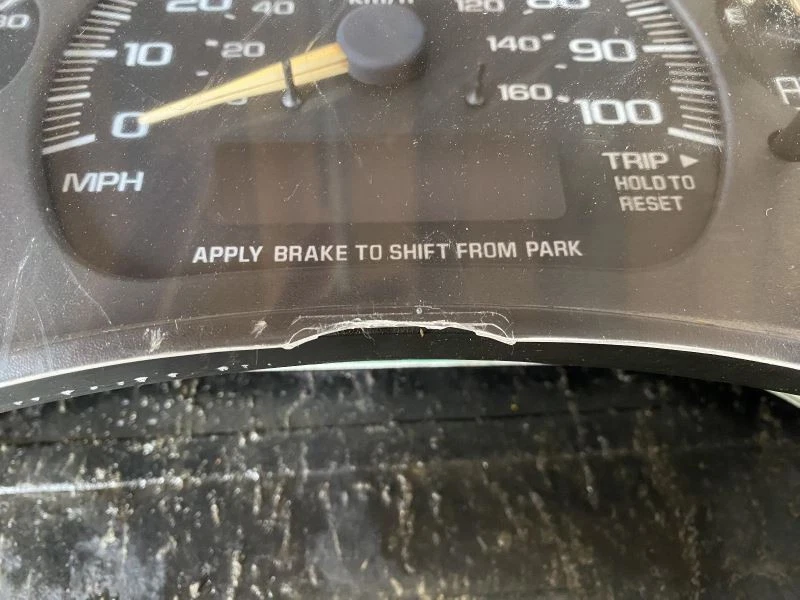 20 40 km/h 120 80
10 20 140 90
0 160 100
MPH
TRIP ►
HOLD TO
RESET
APPLY BRAKE TO SHIFT FROM PARK
E